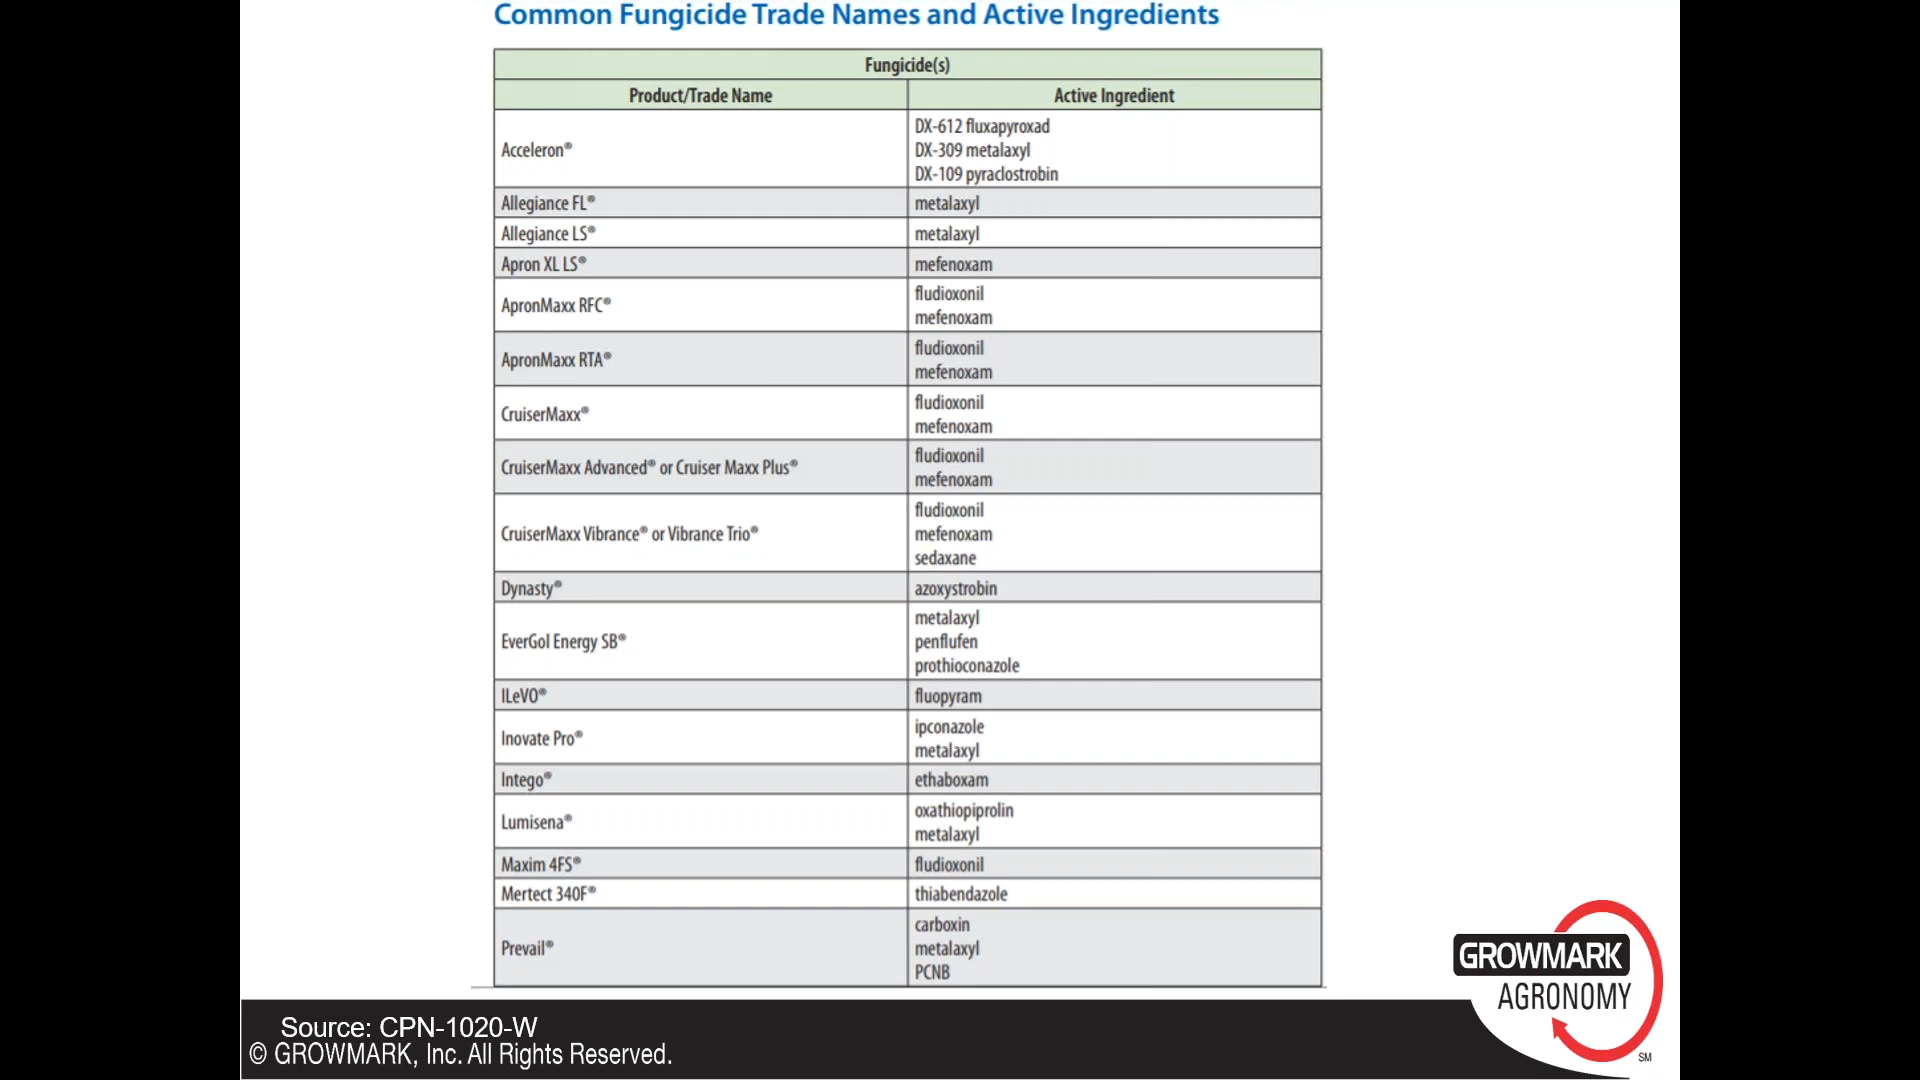 Common Fungicide Trade Names and Active Ingredients
Fungicide(s)
Product/Trade Name Active Ingredient
Acceleron® DX-612 fluxapyroxad
DX-309 metalaxyl
DX-109 pyraclostrobin
Allegiance FL® metalaxyl
Allegiance LS® metalaxyl
Apron XL LS® mefenoxam
ApronMaxx RFC® fludioxonil
mefenoxam
ApronMaxx RTA® fludioxonil
mefenoxam
CruiserMaxx® fludioxonil
mefenoxam
CruiserMaxx Advanced® or Cruiser Maxx Plus® fludioxonil
mefenoxam
CruiserMaxx Vibrance® or Vibrance Trio® fludioxonil
mefenoxam
sedaxane
Dynasty® azoxystrobin
EverGol Energy SB® metalaxyl
penflufen
prothioconazole
ILeVO® fluopyram
Inovate Pro® ipconazole
metalaxyl
Intego® ethaboxam
Lumisena® oxathiopiprolin
metalaxyl
Maxim 4FS® fludioxonil
Mertect 340F® thiabendazole
Prevail® carboxin
metalaxyl
PCNB
GROWMARK
AGRONOMY
SM
Source: CPN-1020-W
© GROWMARK, Inc. All Rights Reserved.